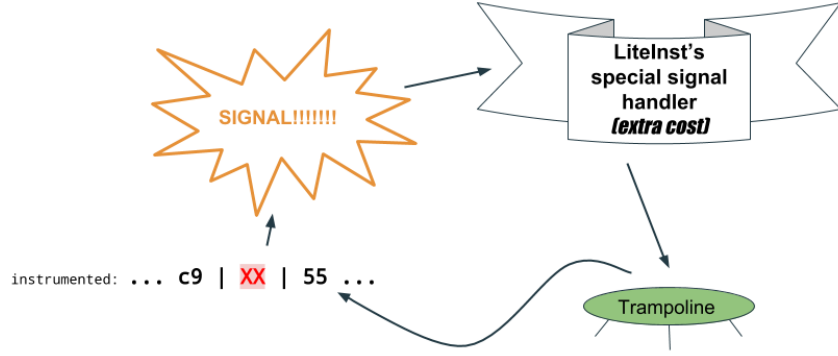 LiteInst's
special signal
handler
(extra cost)
SIGNAL!!!!!!!
instrumented: ... c9 | XX | 55 ...
Trampoline